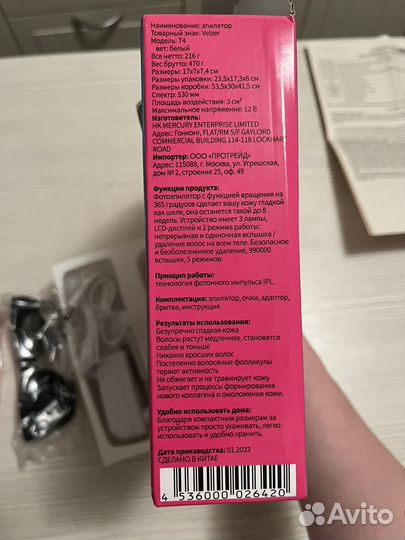 Наименование: эпилятор
Товарный знак: Velzer
Модель: T4
вет: белый
Все нетто: 216 г
Вес брутто: 470 г
Размеры: 17x7x7,4 см
Размеры упаковки: 23,5x17,3x6 см
Размеры коробки: 53,5x30x41,5 см
Спектр: 530 мм
Площадь воздействия: 3 см²
Максимальное напряжение: 12 В
Изготовитель:
HK MERCURY ENTERPRISE LIMITED
Адрес: Гонконг, FLAT/RM 5/F GAYLORD
COMMERCIAL BUILDING 114-118 LOCKHART
ROAD
Импортер: ООО «ПРОТРЕЙД»
Адрес: 115088, г. Москва, ул. Угрешская,
дом № 2, строение 25, оф. 49
Функции продукта:
Фотоэпилятор с функцией вращения на
365 градусов сделает вашу кожу гладкой
как шелк, она останется такой до 8
недель. Устройство имеет 3 лампы,
LCD-дисплей и 2 режима работы:
непрерывная и одиночная вспышка /
удаление волос на всем теле. Безопасное
и безболезненное удаление, 990000
вспышек, 5 режимов.
Принцип работы:
технология фотонного импульса IPL.
Комплектация: эпилятор, очки, адаптер,
бритва, инструкция.
Результаты использования:
Безупречно гладкая кожа
Волосы растут медленнее, становятся
слабее и тоньше
Никаких вросших волос
Постепенно волосяные фолликулы
теряют активность
Не обжигает и не травмирует кожу
Запускает процессы формирования
нового коллагена и омоложения кожи.
Удобно использовать дома:
Благодаря компактным размерам за
устройством просто ухаживать, его легко
использовать и удобно хранить.
Дата производства: 01.2022
СДЕЛАНО В КИТАЕ
4 536000 026420
Avito